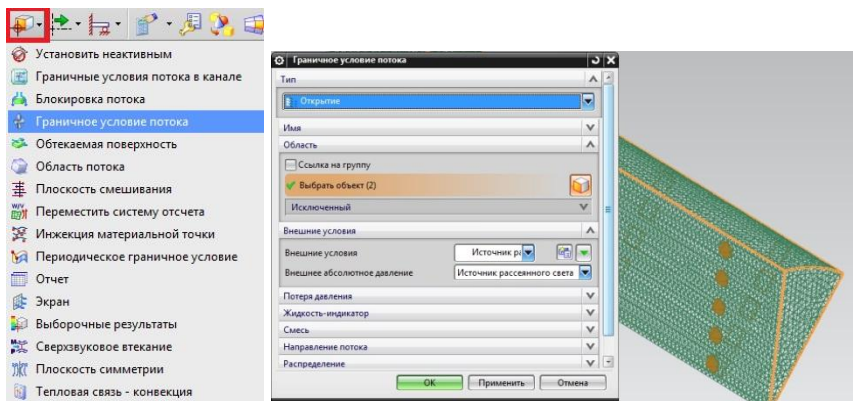 Установить неактивным
Граничные условия потока в канале
Блокировка потока
Граничное условие потока
Обтекаемая поверхность
Область потока
Плоскость смешивания
Переместить систему отсчета
Инжекция материальной точки
Периодическое граничное условие
Отчет
Экран
Выборочные результаты
Сверхзвуковое втекание
Плоскость симметрии
Тепловая связь - конвекция
Граничное условие потока
Тип
Открытие
Имя
Область
Ссылка на группу
Выбрать объект (2)
Исключенный
Внешние условия
Внешние условия Источник ра
Внешнее абсолютное давление Источник рассеянного света
Потеря давления
Жидкость-индикатор
Смесь
Направление потока
Распределение
ОК Применить Отмена